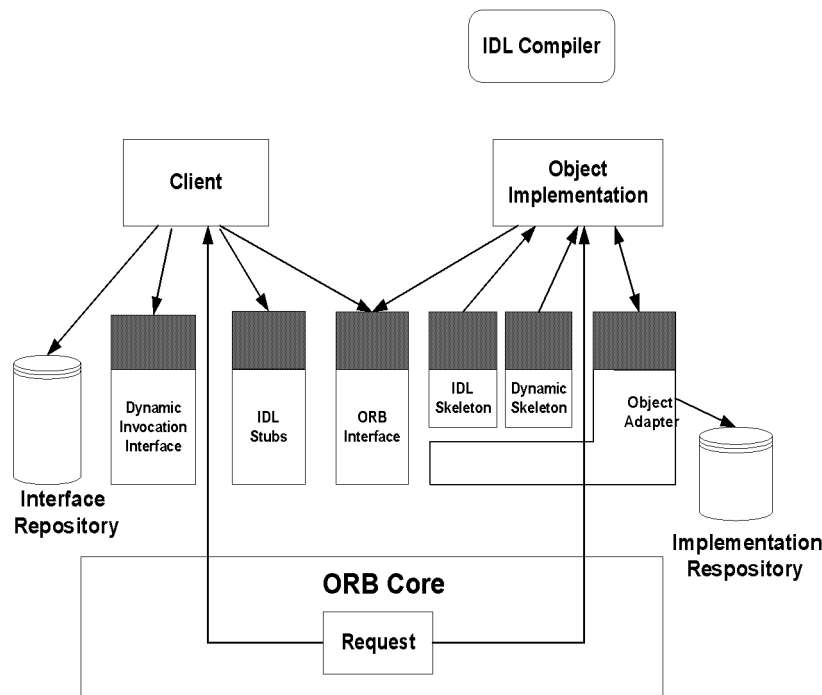 IDL Compiler
Client
Object
Implementation
Dynamic
Invocation
Interface
IDL
Stubs
ORB
Interface
IDL
Skeleton
Dynamic
Skeleton
Object
Adapter
Interface
Repository
Implementation
Respository
ORB Core
Request